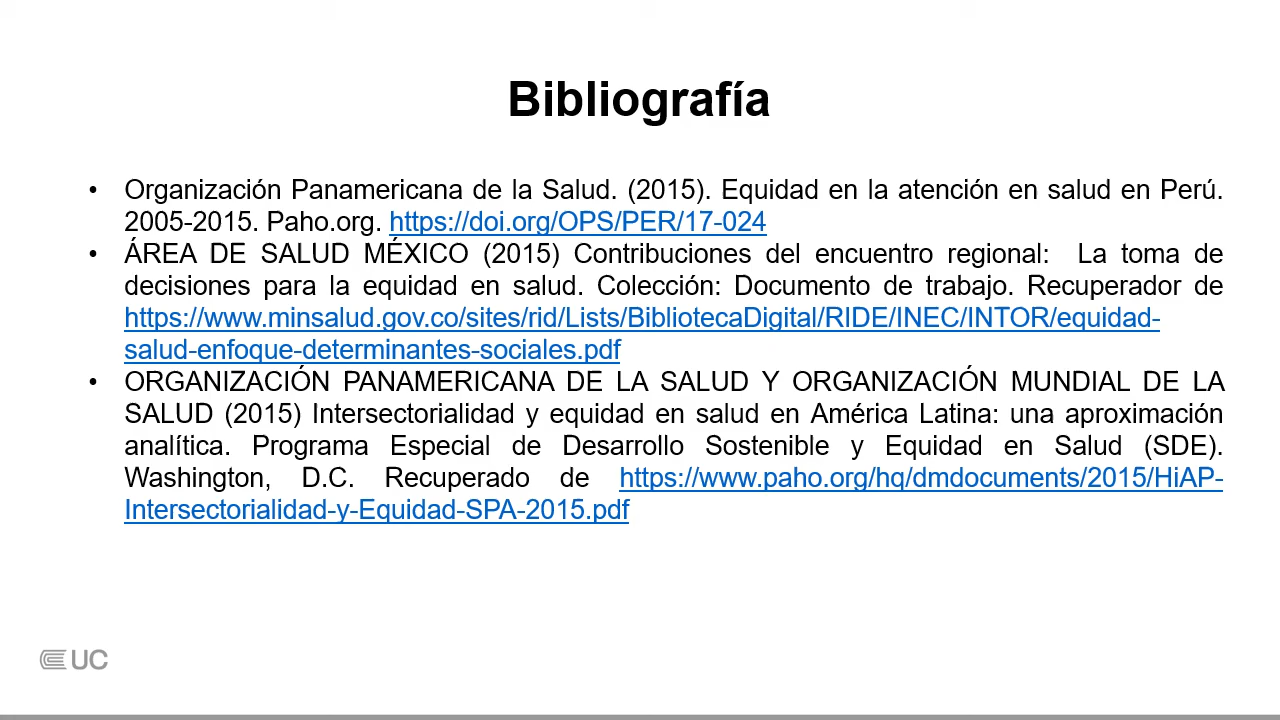 Bibliografía
• Organización Panamericana de la Salud. (2015). Equidad en la atención en salud en Perú.
2005-2015. Paho.org. https://doi.org/OPS/PER/17-024
• ÁREA DE SALUD MÉXICO (2015) Contribuciones del encuentro regional: La toma de
decisiones para la equidad en salud. Colección: Documento de trabajo. Recuperador de
https://www.minsalud.gov.co/sites/rid/Lists/BibliotecaDigital/RIDE/INEC/INTOR/equidad-
salud-enfoque-determinantes-sociales.pdf
• ORGANIZACIÓN PANAMERICANA DE LA SALUD Y ORGANIZACIÓN MUNDIAL DE LA
SALUD (2015) Intersectorialidad y equidad en salud en América Latina: una aproximación
analítica. Programa Especial de Desarrollo Sostenible y Equidad en Salud (SDE).
Washington, D.C. Recuperado de https://www.paho.org/hq/dmdocuments/2015/HiAP-
Intersectorialidad-y-Equidad-SPA-2015.pdf
UC